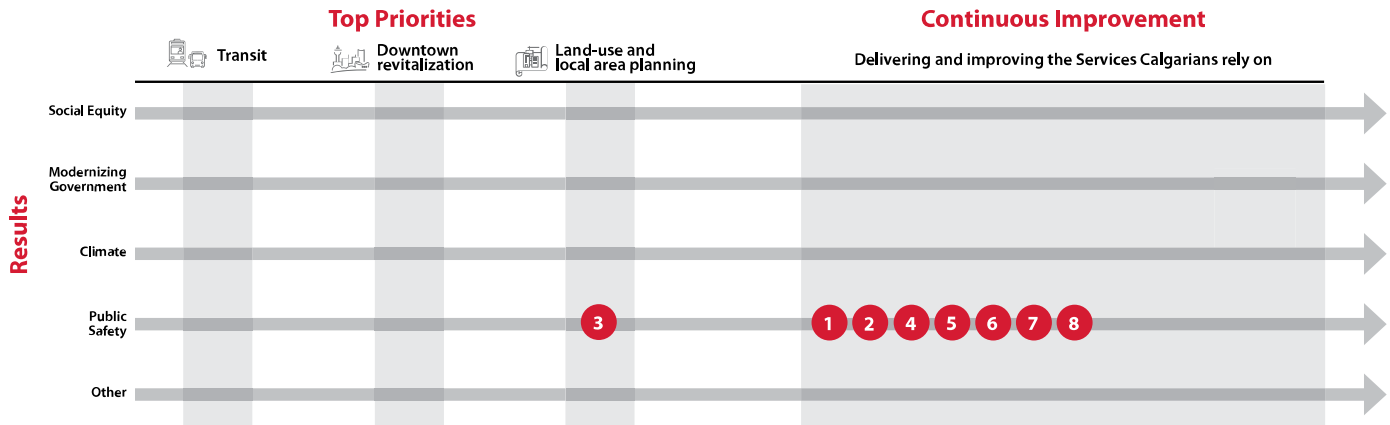 Top Priorities
Continuous Improvement
Transit
Downtown
revitalization
Land-use and
local area planning
Delivering and improving the Services Calgarians rely on
Results
Social Equity
Modernizing
Government
Climate
Public
Safety
3
1 2 4 5 6 7 8
Other